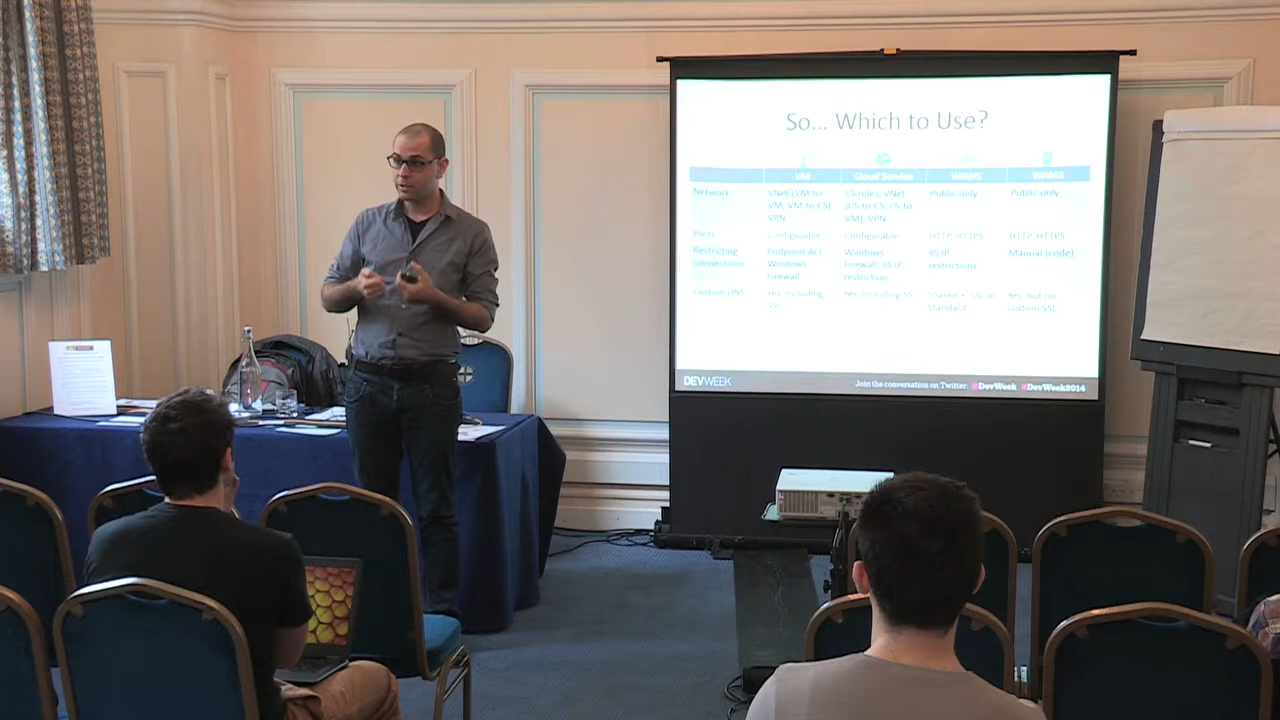 So... Which to Use?
VM Cloud Service WAWS WAMS
Network VNet (VM-to- CS roles, VNet Public only Public only
VM, VM-to-CS) (CS-to-CS, CS-to
VPN VM), VPN
Ports Configurable Configurable HTTP-HTTPS HTTP-HTTPS
Restricting Endpoint ACL Windows IIS IP Manual (code)
connections Windows Firewall, IIS IP restrictions
Firewall restriction
Custom Yes, including Yes, including SSL Shared Yes, but no
Standard custom SSL
DEVWEEK Join the conversation on Twitter: @DevWeek #DevWeek2014